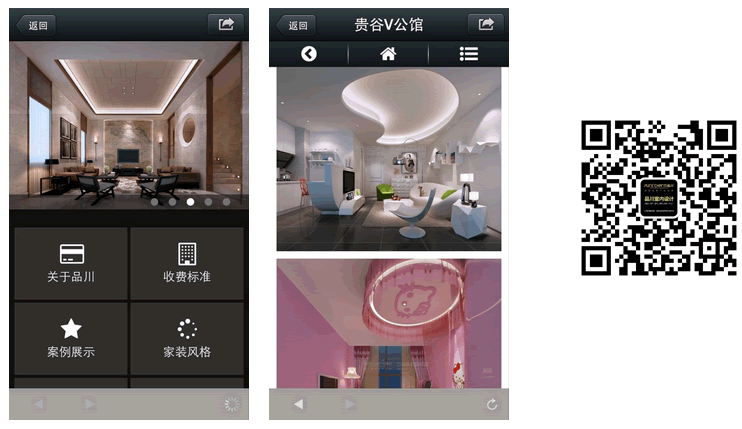 返回
关于品川
收费标准
案例展示
家装风格
返回
贵谷V公馆
品川室内设计